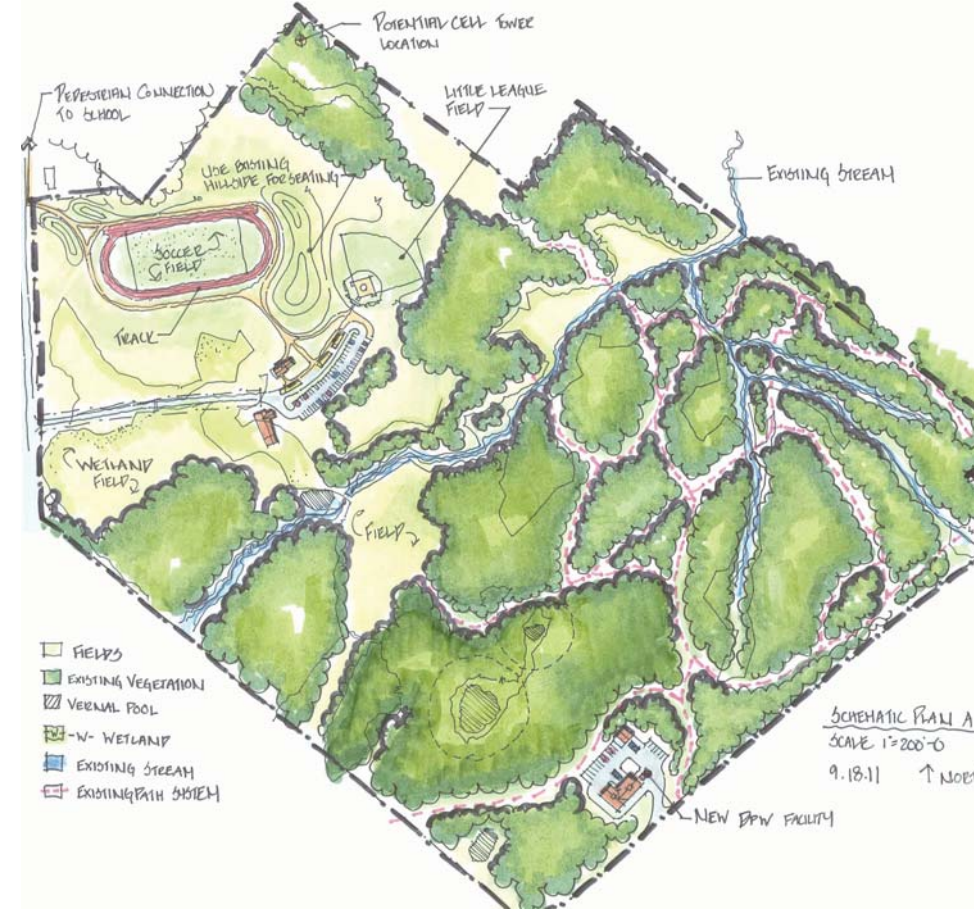 POTENTIAL CELL TOWER
LOCATION
PEDESTRIAN CONNECTION
TO SCHOOL
LITTLE LEAGUE
FIELD
USE EXISTING
HILLSIDE FOR SEATING
EXISTING STREAM
SOCCER
FIELD
TRACK
WETLAND
FIELD
FIELD
FIELDS
EXISTING VEGETATION
VERNAL POOL
-W- WETLAND
EXISTING STREAM
EXISTING PATH SYSTEM
SCHEMATIC PLAN A
SCALE 1"=200'-0
9.18.11 ↑
NEW DPW FACILITY